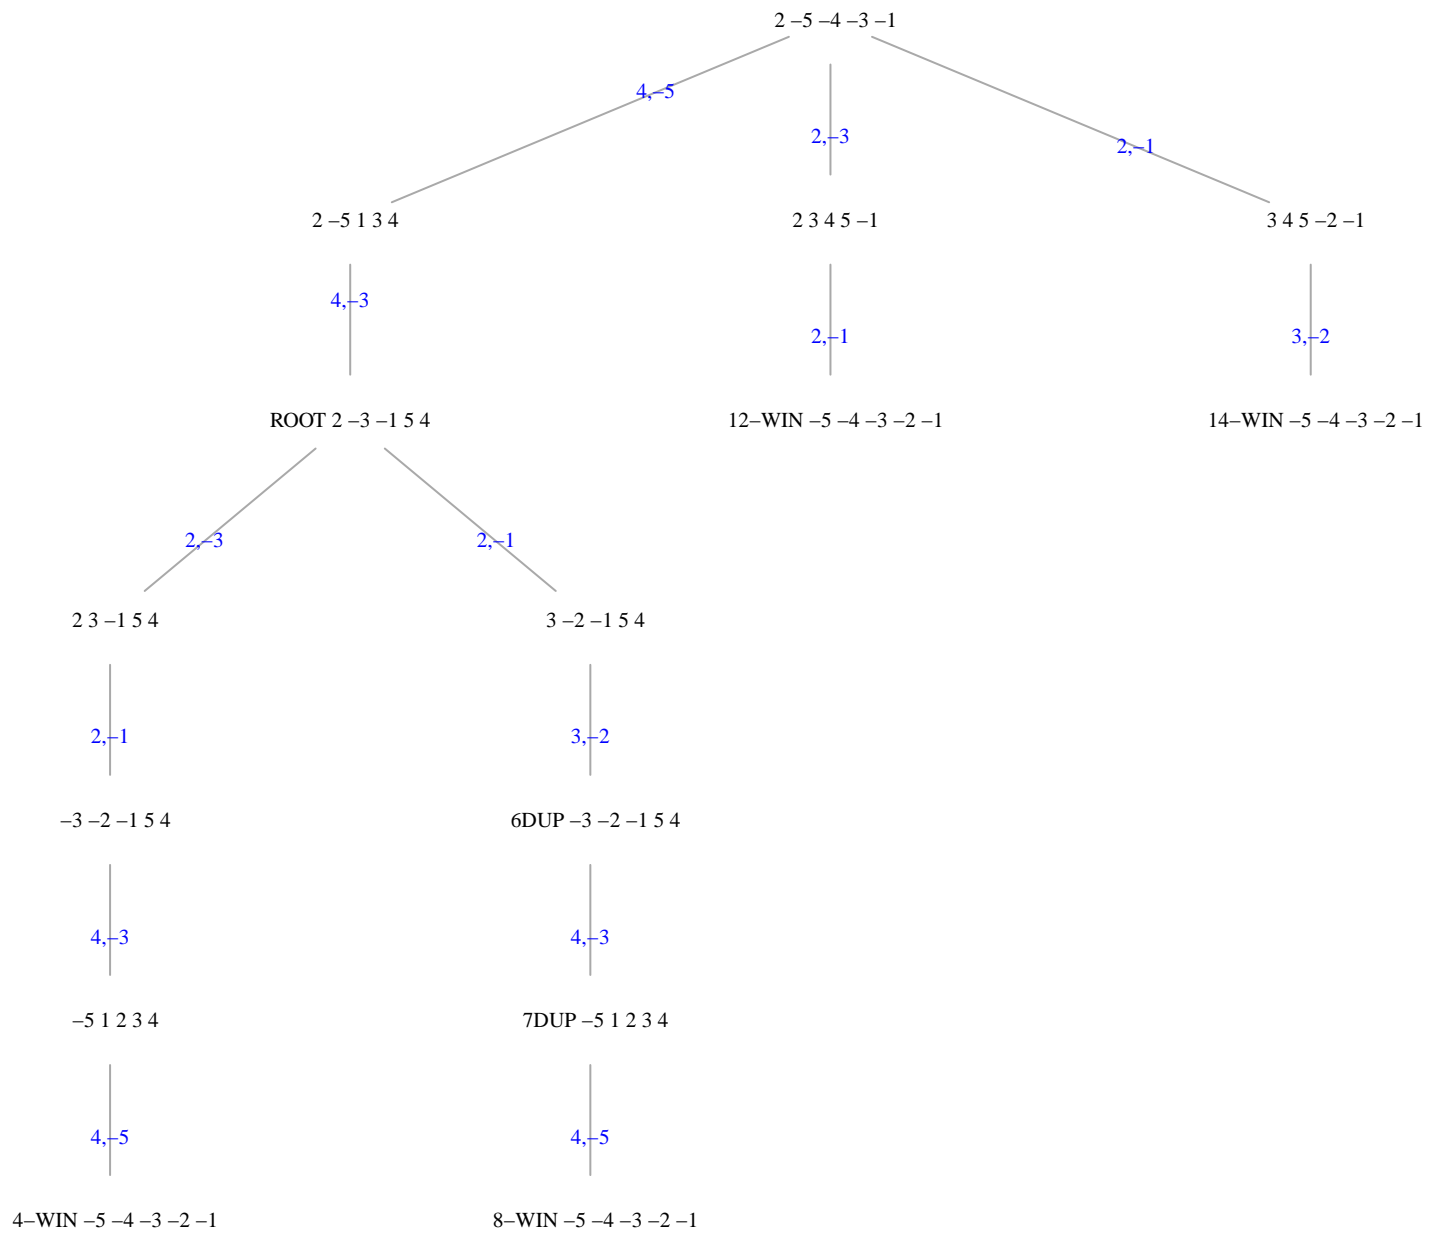 2 –5 –4 –3 –1
4,–5
2,–3
2,–1
2 –5 1 3 4
2 3 4 5 –1
3 4 5 –2 –1
4,–3
2,–1
3,–2
ROOT 2 –3 –1 5 4
12–WIN –5 –4 –3 –2 –1
14–WIN –5 –4 –3 –2 –1
2,–3
2,–1
2 3 –1 5 4
3 –2 –1 5 4
2,–1
3,–2
–3 –2 –1 5 4
6DUP –3 –2 –1 5 4
4,–3
4,–3
–5 1 2 3 4
7DUP –5 1 2 3 4
4,–5
4,–5
4–WIN –5 –4 –3 –2 –1
8–WIN –5 –4 –3 –2 –1